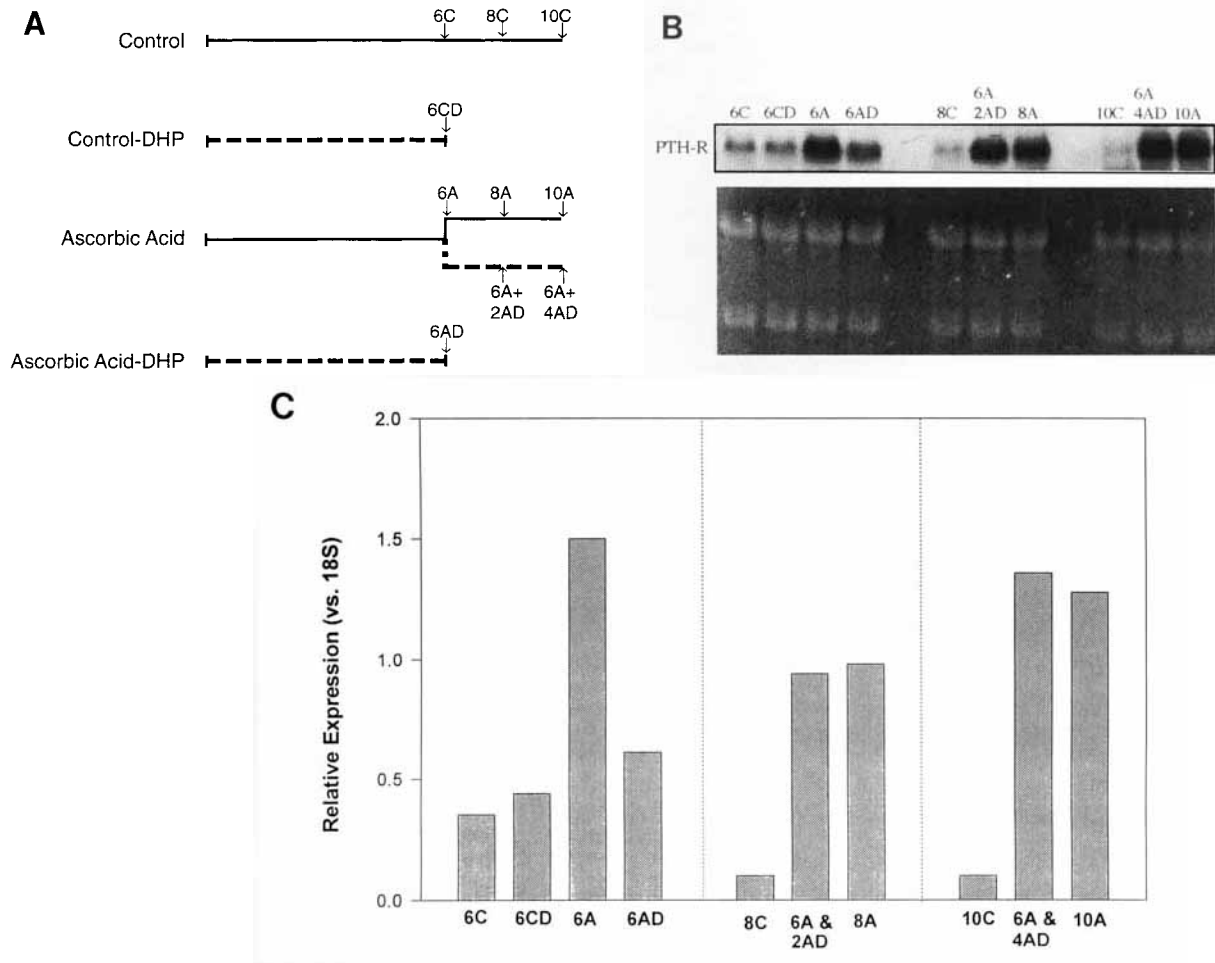 A
Control
6C 8C 10C
Control-DHP
6CD
Ascorbic Acid
6A 8A 10A
6A+ 6A+
2AD 4AD
Ascorbic Acid-DHP
6AD
B
6A 6A
6C 6CD 6A 6AD 8C 2AD 8A 10C 4AD 10A
PTH-R
C
Relative Expression (vs. 18S)
2.0
1.5
1.0
0.5
0.0
6C 6CD 6A 6AD 8C 6A & 8A 10C 6A & 10A
2AD 4AD